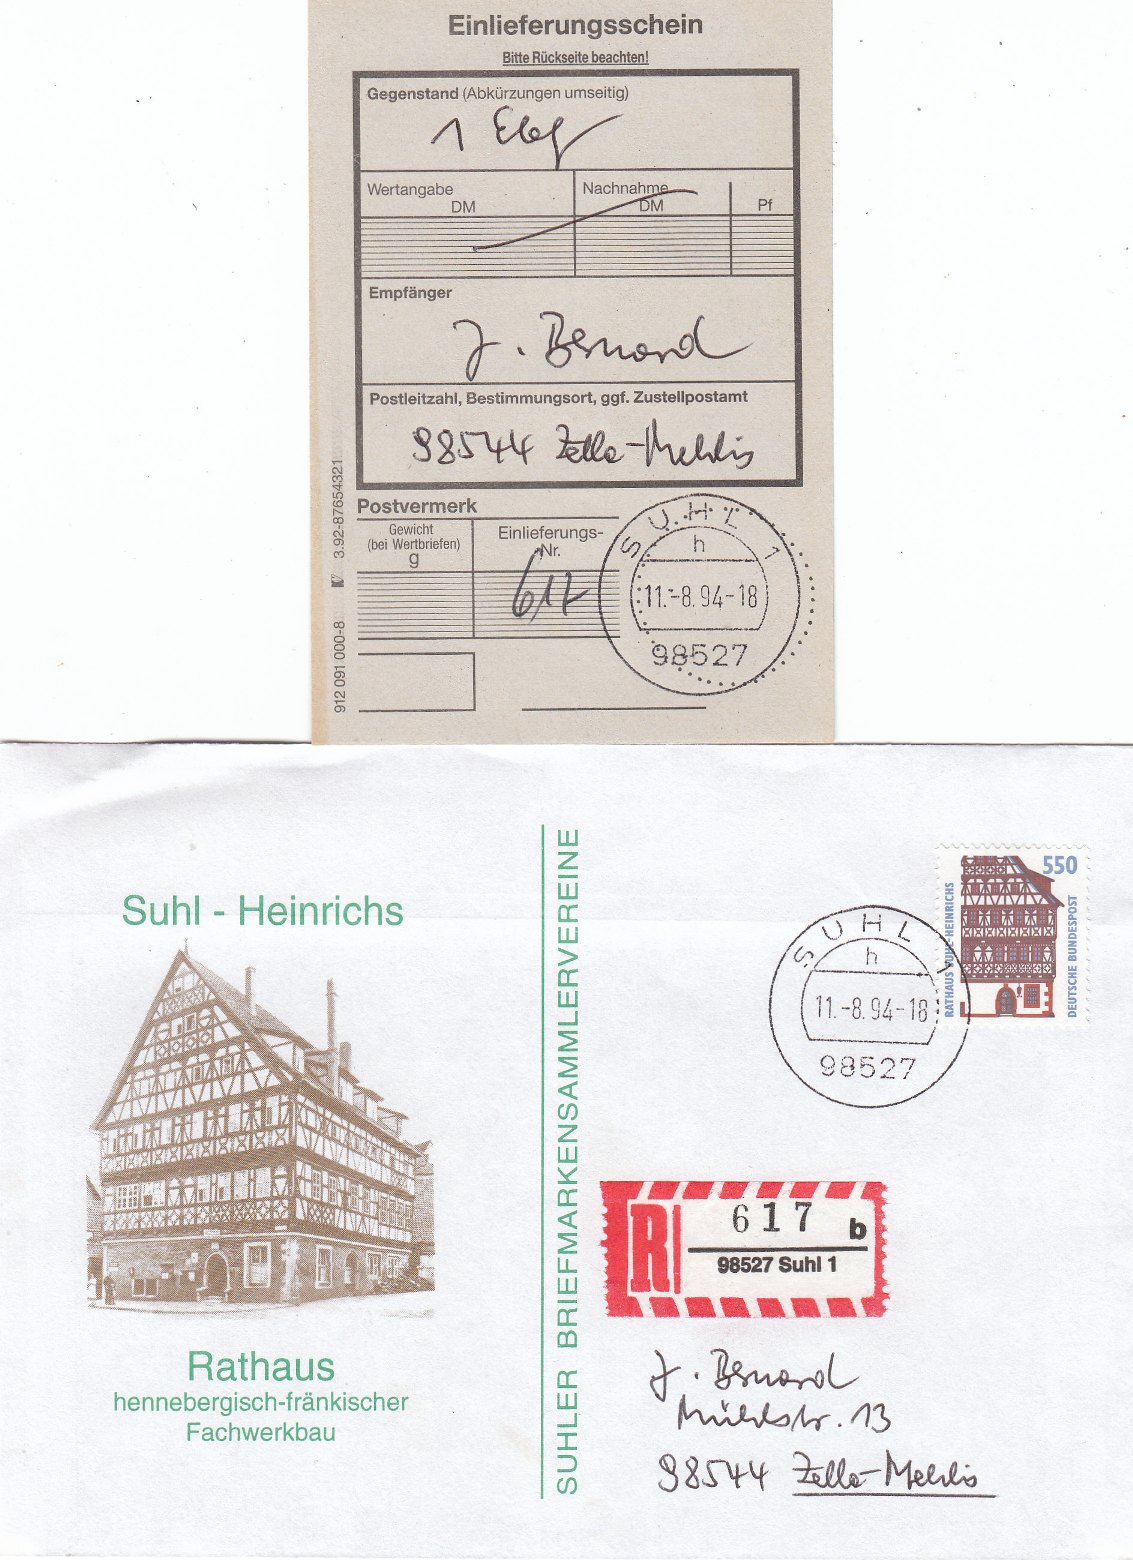 Einlieferungsschein
Bitte Rückseite beachten!
Gegenstand (Abkürzungen umseitig)
1
Wertangabe
DM
Nachnahme
DM
Pf
Empfänger
J. Bernard
Postleitzahl, Bestimmungsort, ggf. Zustellpostamt
98544 Zella-Mehlis
Postvermerk
Gewicht
(bei Wertbriefen)
g
Einlieferungs-
Nr.
617
SUHL 1
h
11.-8.94-18
98527
912 091 000-8 3.92-87654321
Suhl - Heinrichs
Rathaus
hennebergisch-fränkischer
Fachwerkbau
SUHLER BRIEFMARKENSAMMLERVEREINE
550
RATHAUS SUHL HEINRICHS
DEUTSCHE BUNDESPOST
SUHL 1
h
11.-8.94-18
98527
R
617 b
98527 Suhl 1
J. Bernard
13
98544 Zella-Mehlis